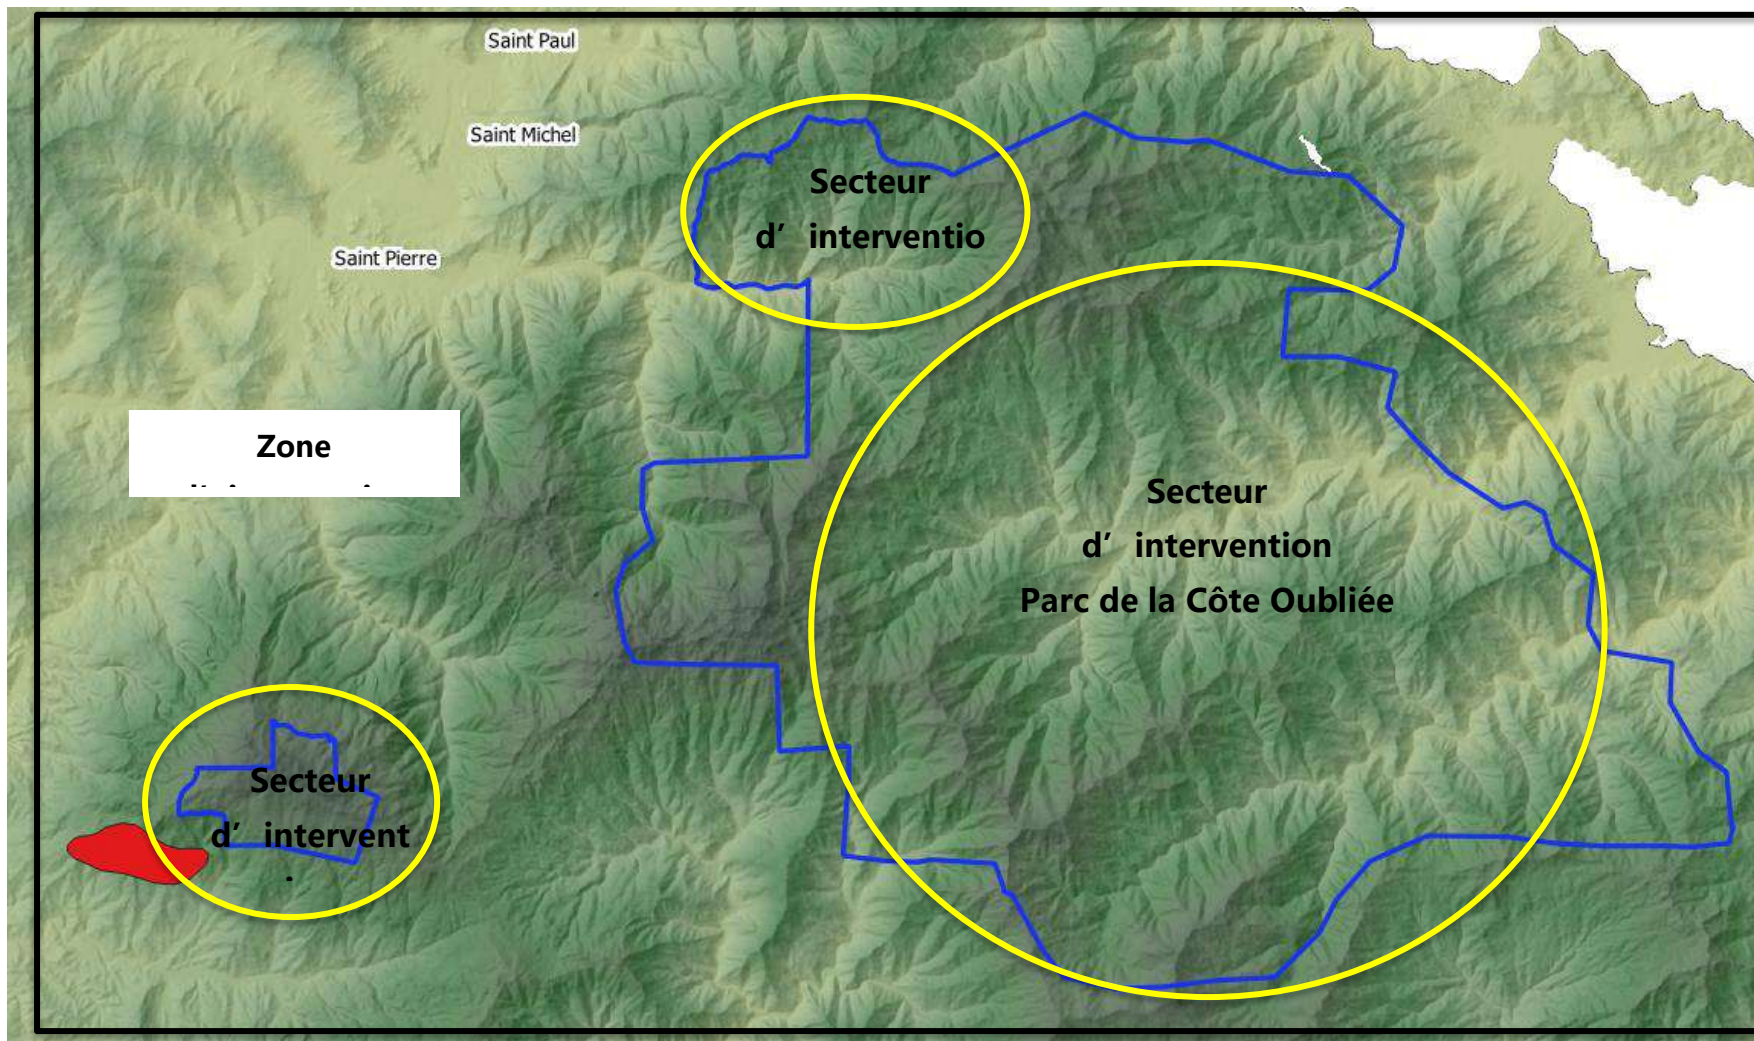 Saint Paul
Saint Michel
Secteur
d’ interventio
Saint Pierre
Zone
Secteur
d’ intervention
Parc de la Côte Oubliée
Secteur
d’ intervent